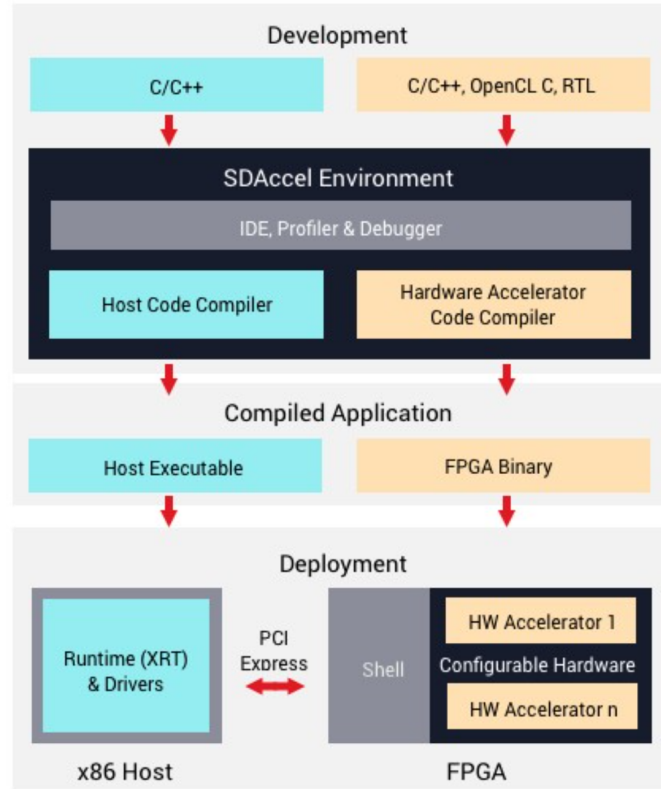 Development
C/C++
C/C++, OpenCL C, RTL
SDAccel Environment
IDE, Profiler & Debugger
Host Code Compiler
Hardware Accelerator
Code Compiler
Compiled Application
Host Executable
FPGA Binary
Deployment
Runtime (XRT)
& Drivers
PCI
Express
Shell
HW Accelerator 1
Configurable Hardware
HW Accelerator n
x86 Host
FPGA